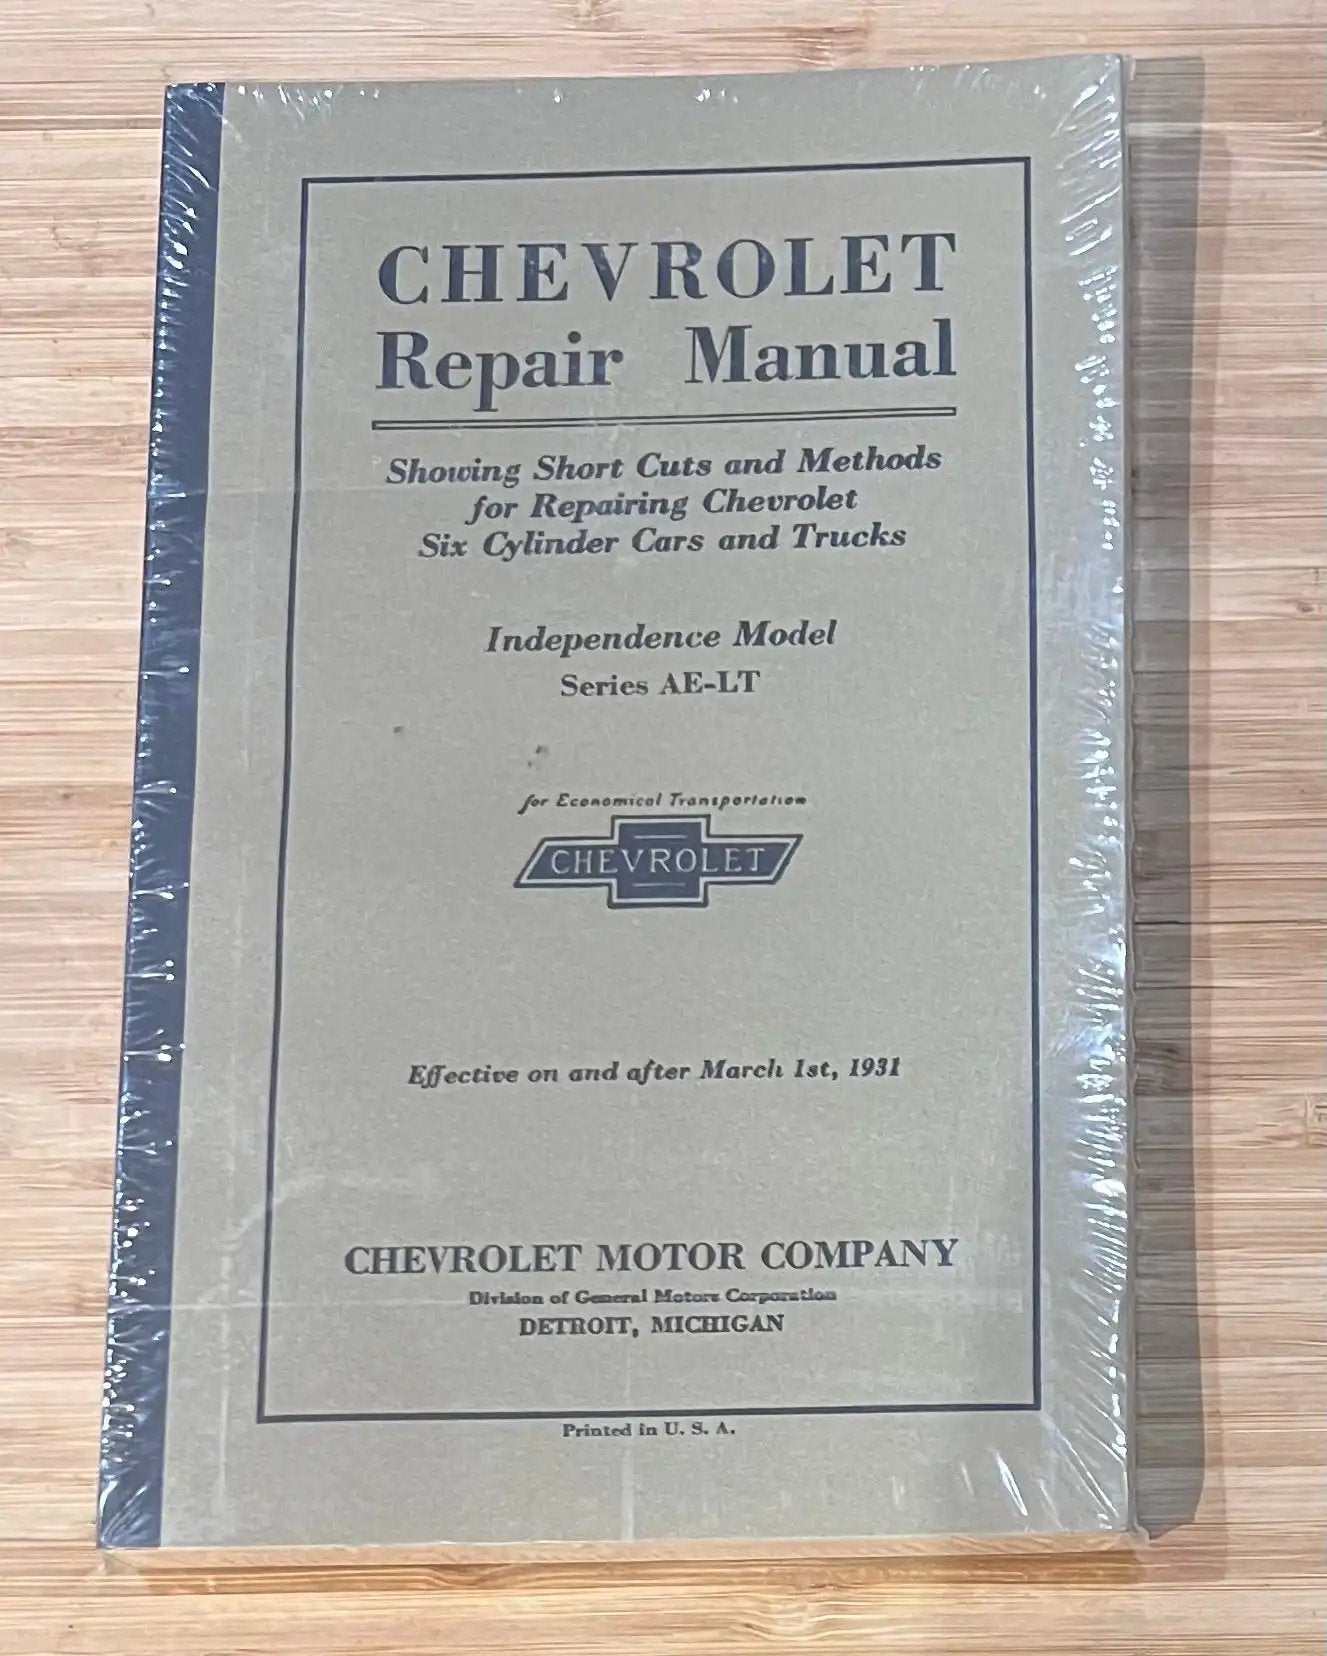 CHEVROLET
Repair Manual
Showing Short Cuts and Methods
for Repairing Chevrolet
Six Cylinder Cars and Trucks
Independence Model
Series AE-LT
for Economical Transportation
CHEVROLET
Effective on and after March 1st, 1931
CHEVROLET MOTOR COMPANY
Division of General Motors Corporation
DETROIT, MICHIGAN
Printed in U. S. A.